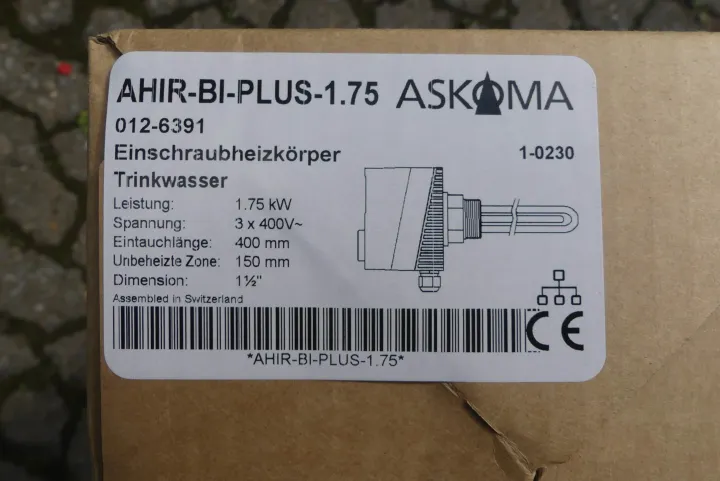 AHIR-BI-PLUS-1.75 ASKOMA
012-6391
Einschraubheizkörper 1-0230
Trinkwasser
Leistung: 1.75 kW
Spannung: 3 x 400V~
Eintauchlänge: 400 mm
Unbeheizte Zone: 150 mm
Dimension: 1½"
Assembled in Switzerland
CE
*AHIR-BI-PLUS-1.75*